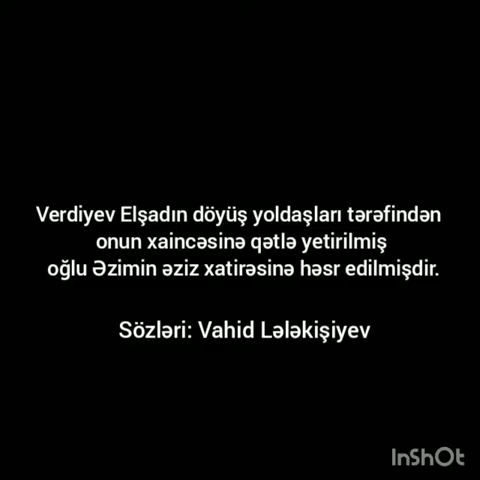 Verdiyev Elşadın döyüş yoldaşları tərəfindən
onun xaincəsinə qətlə yetirilmiş
oğlu Əzimin əziz xatirəsinə həsr edilmişdir.
Sözləri: Vahid Lələkişiyev
InShOt